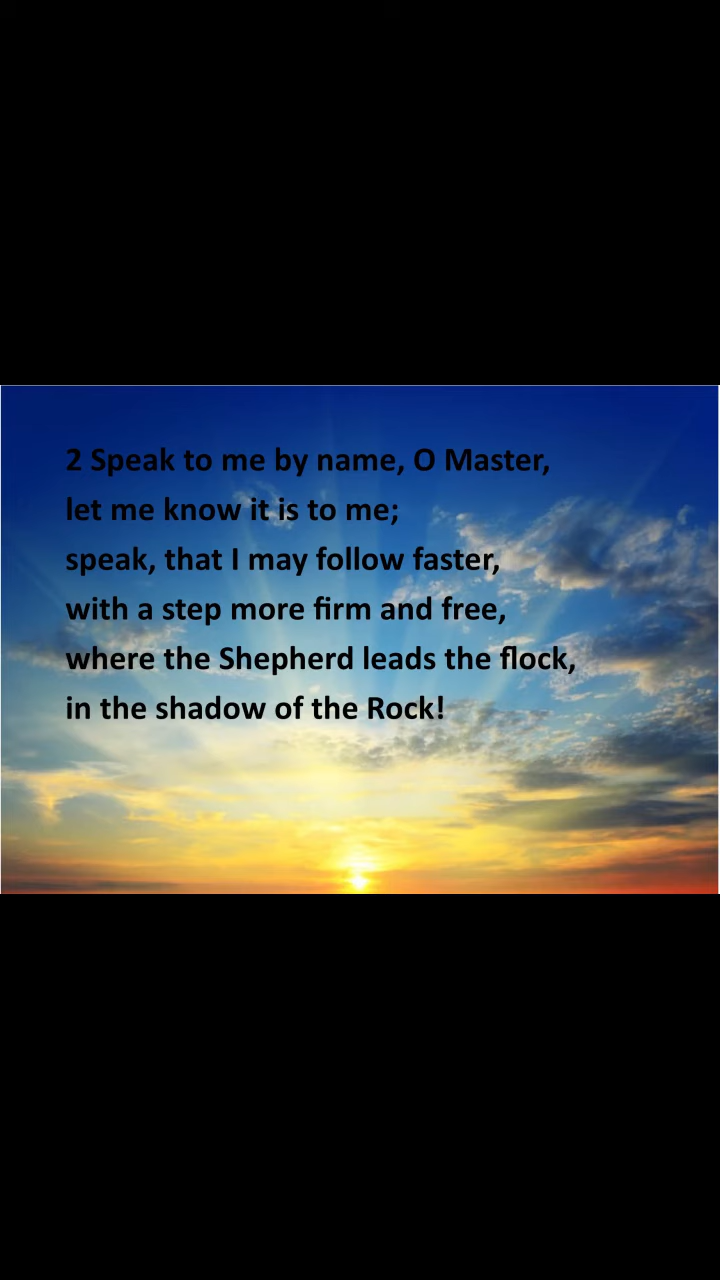 2 Speak to me by name, O Master,
let me know it is to me;
speak, that I may follow faster,
with a step more firm and free,
where the Shepherd leads the flock,
in the shadow of the Rock!